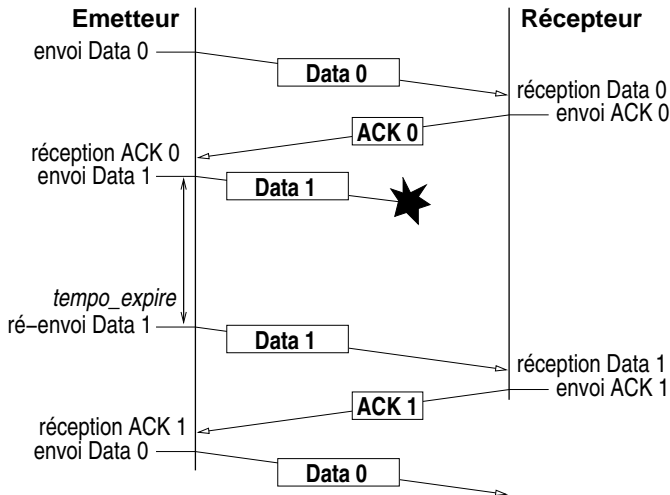 Emetteur
Récepteur
envoi Data 0
Data 0
réception Data 0
envoi ACK 0
ACK 0
réception ACK 0
envoi Data 1
Data 1
tempo_expire
ré−envoi Data 1
Data 1
réception Data 1
envoi ACK 1
ACK 1
réception ACK 1
envoi Data 0
Data 0